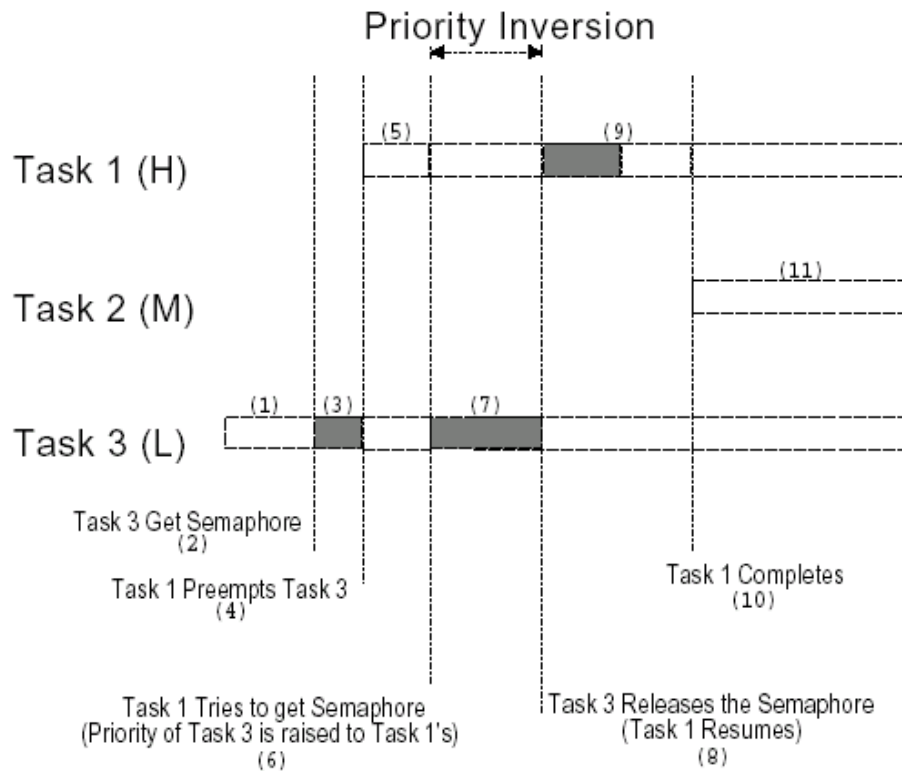 Priority Inversion
(5)
(9)
Task 1 (H)
(11)
Task 2 (M)
(1)
(3)
(7)
Task 3 (L)
Task 3 Get Semaphore
(2)
Task 1 Preempts Task 3
(4)
Task 1 Completes
(10)
Task 1 Tries to get Semaphore
(Priority of Task 3 is raised to Task 1's)
(6)
Task 3 Releases the Semaphore
(Task 1 Resumes)
(8)